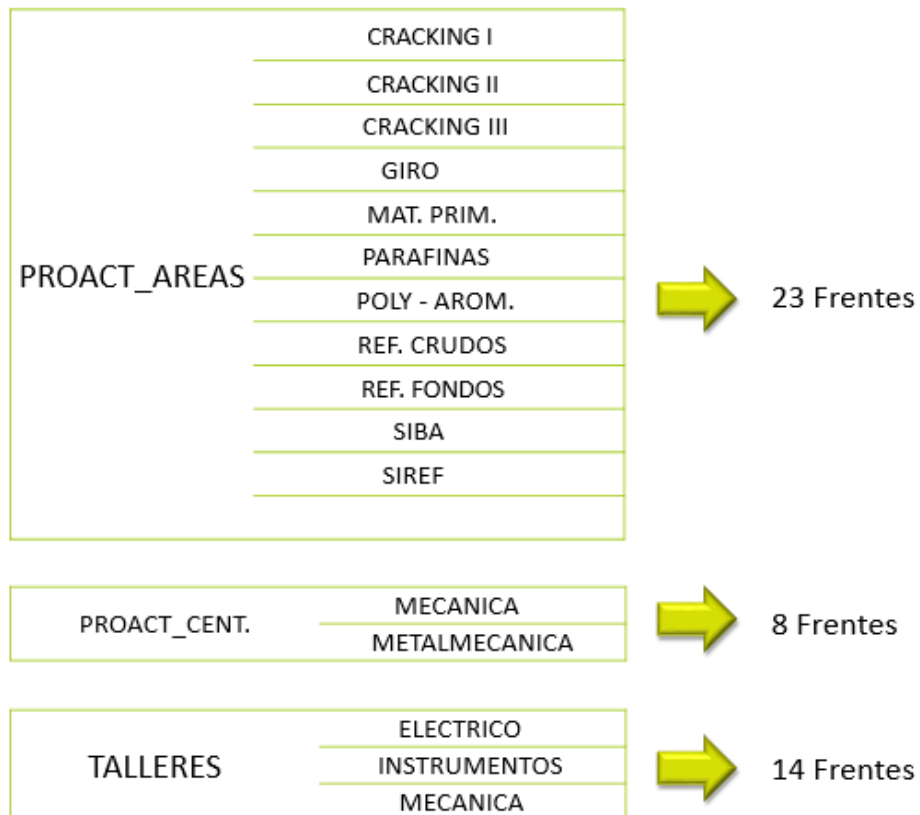 CRACKING I
CRACKING II
CRACKING III
GIRO
MAT. PRIM.
PARAFINAS
PROACT_AREAS
POLY - AROM.
23 Frentes
REF. CRUDOS
REF. FONDOS
SIBA
SIREF
MECANICA
PROACT_CENT.
8 Frentes
METALMECANICA
ELECTRICO
TALLERES
INSTRUMENTOS
14 Frentes
MECANICA